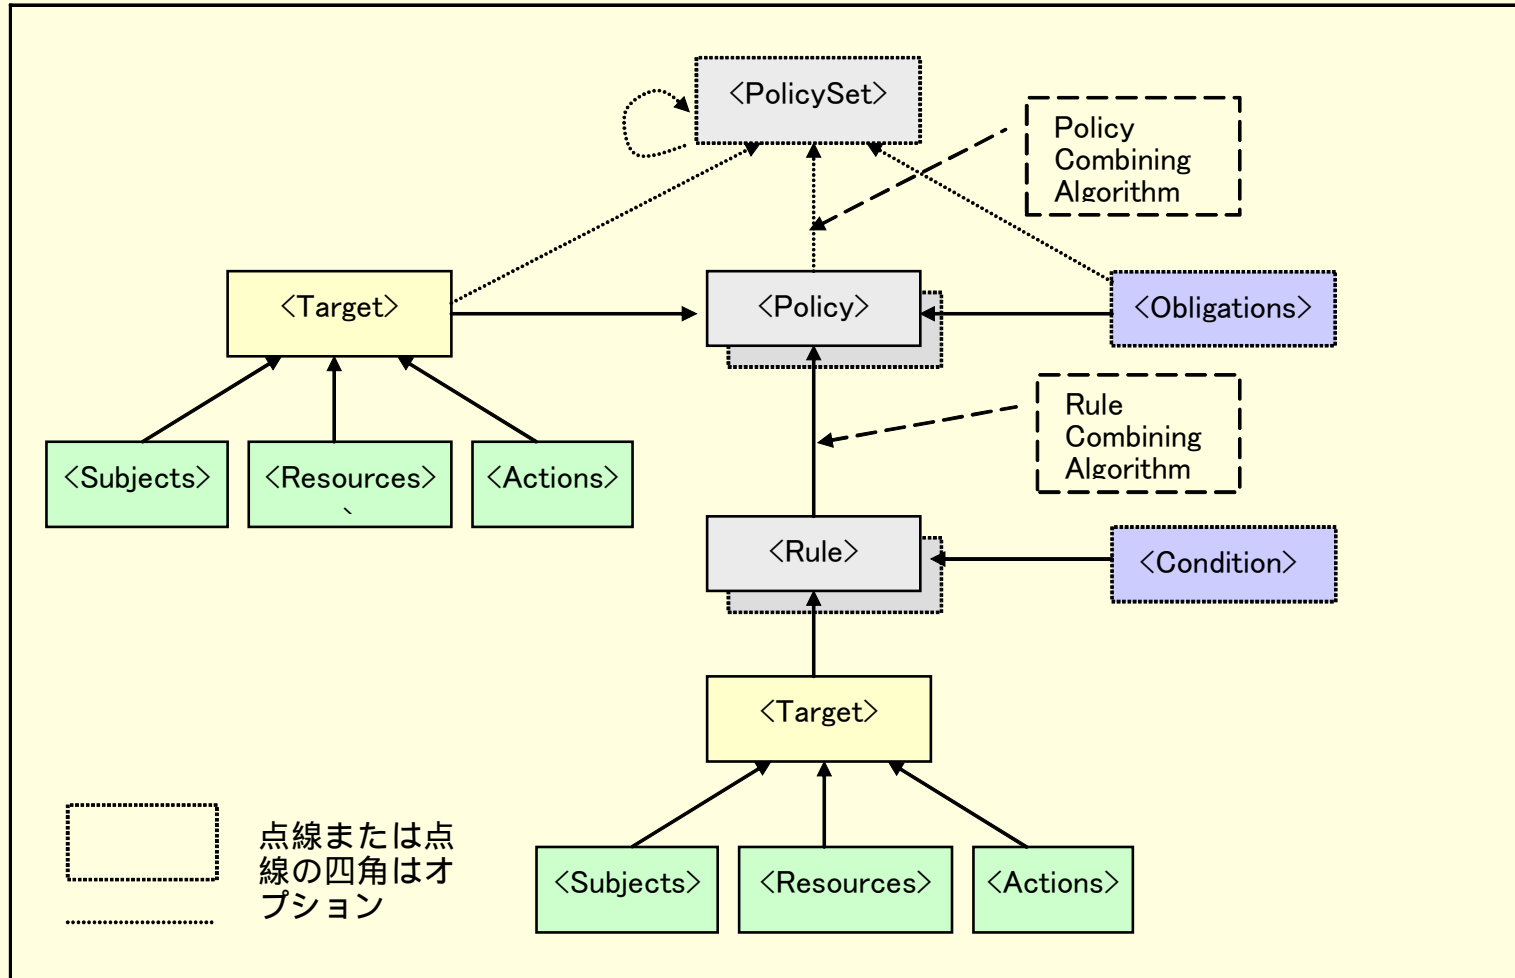 <PolicySet>
Policy
Combining
Algorithm
<Target>
<Policy>
<Obligations>
Rule
Combining
Algorithm
<Subjects>
<Resources>
、
<Actions>
<Rule>
<Condition>
<Target>
点線または点
線の四角はオ
プション
<Subjects>
<Resources>
<Actions>